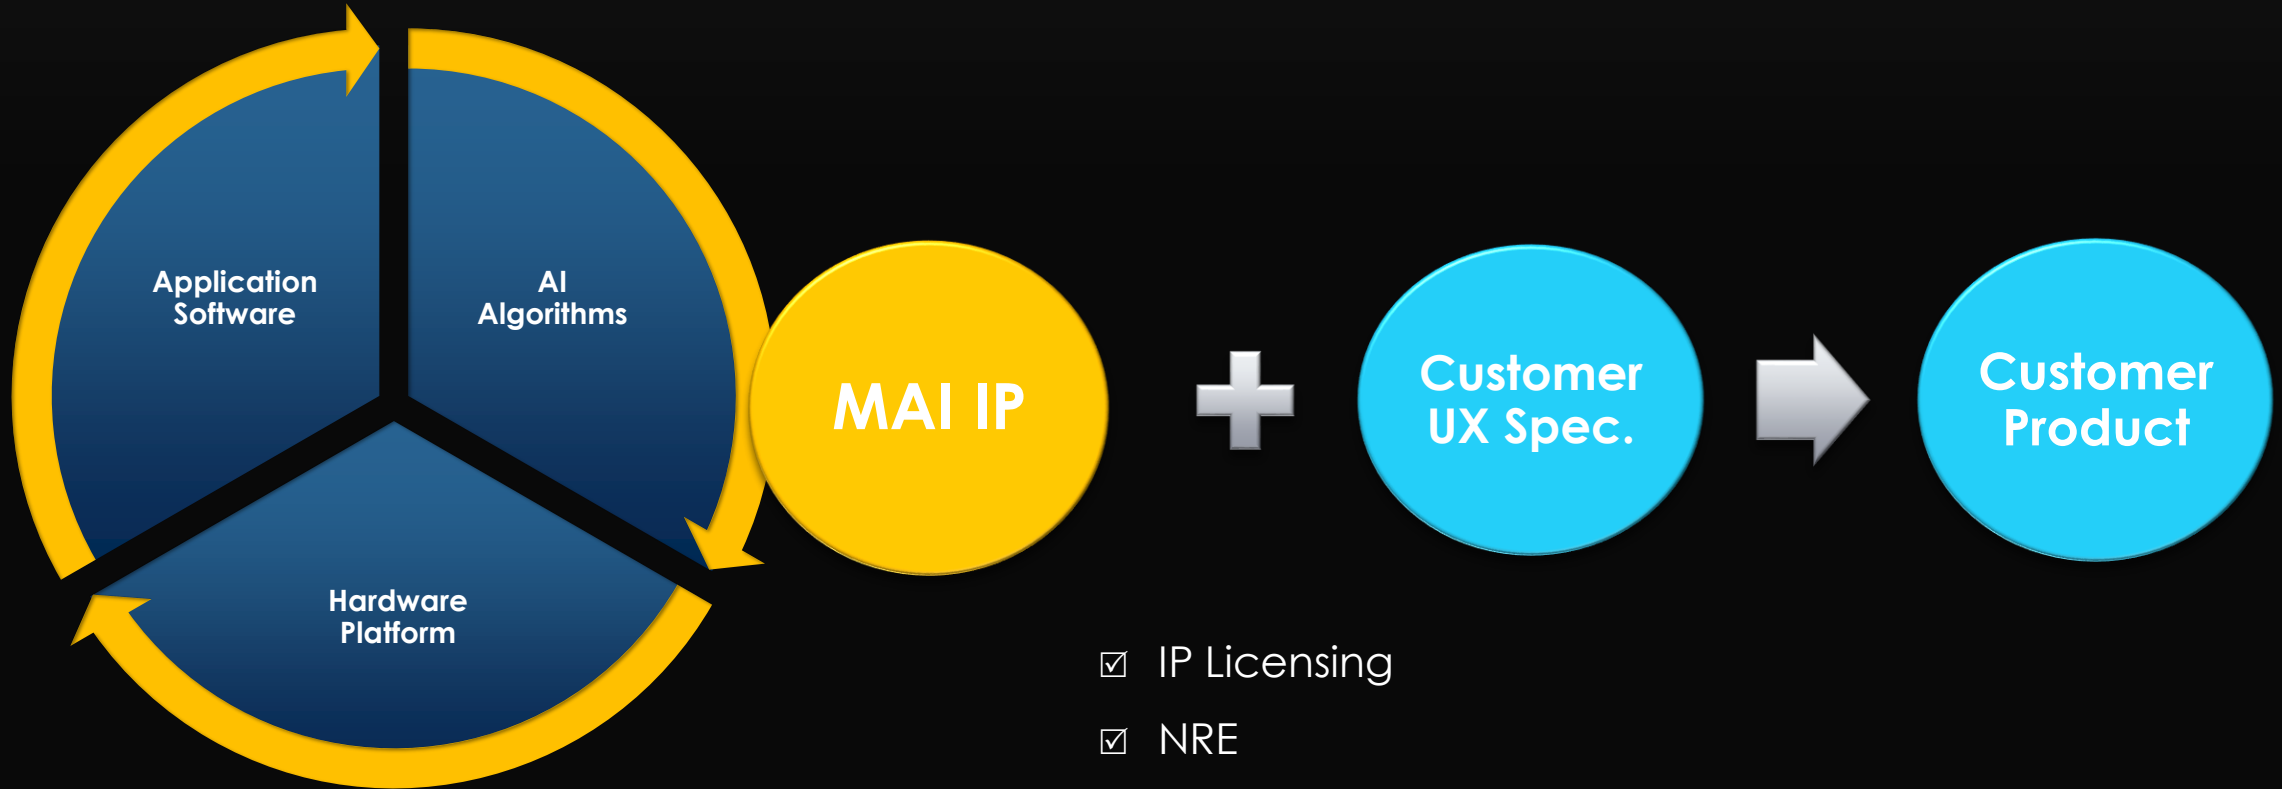 Application
Software
AI
Algorithms
Hardware
Platform
MAI IP
Customer
UX Spec.
Customer
Product
☑ IP Licensing
☑ NRE